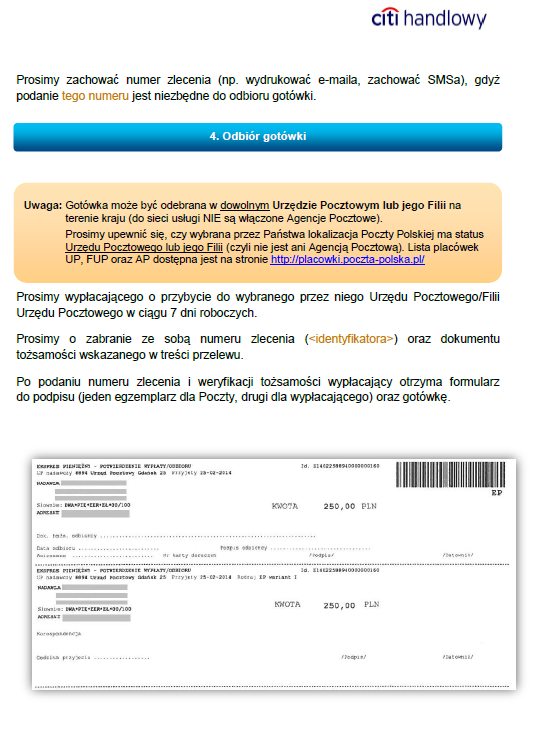 citi handlowy
Prosimy zachować numer zlecenia (np. wydrukować e-maila, zachować SMSa), gdyż
podanie tego numeru jest niezbędne do odbioru gotówki.
4. Odbiór gotówki
Uwaga: Gotówka może być odebrana w dowolnym Urzędzie Pocztowym lub jego Filii na
terenie kraju (do sieci usługi NIE są włączone Agencje Pocztowe).
Prosimy upewnić się, czy wybrana przez Państwa lokalizacja Poczty Polskiej ma status
Urzędu Pocztowego lub jego Filii (czyli nie jest ani Agencją Pocztową). Lista placówek
UP, FUP oraz AP dostępna jest na stronie http://placowki.poczta-polska.pl/
Prosimy wypłacającego o przybycie do wybranego przez niego Urzędu Pocztowego/Filii
Urzędu Pocztowego w ciągu 7 dni roboczych.
Prosimy o zabranie ze sobą numeru zlecenia (<identyfikatora>) oraz dokumentu
tożsamości wskazanego w treści przelewu.
Po podaniu numeru zlecenia i weryfikacji tożsamości wypłacający otrzyma formularz
do podpisu (jeden egzemplarz dla Poczty, drugi dla wypłacającego) oraz gotówkę.
EKSPRES PIENIĘŻNY - POTWIERDZENIE WYPŁATY/ODBIORU Id.
UP nadawczy 8894 Urząd Pocztowy Gdańsk 25 Przyjęty 25-02-2014
NADAWCA
EP
Słownie: DWA*PIE*ZER*ZŁ*00/100 KWOTA 250,00 PLN
ADRESAT
Dok. tożs. odbiorcy
Data odbioru Podpis odbiorcy
Nr karty doręczeń /Podpis/ /Datownik/
EKSPRES PIENIĘŻNY - POTWIERDZENIE WYPŁATY/ODBIORU Id.
UP nadawczy 8894 Urząd Pocztowy Gdańsk 25 Przyjęty 25-02-2014 Rodzaj EP wariant I
NADAWCA
KWOTA 250,00 PLN
Słownie: DWA*PIE*ZER*ZŁ*00/100
ADRESAT
Korespondencja
Godzina przyjęcia /Podpis/ /Datownik/